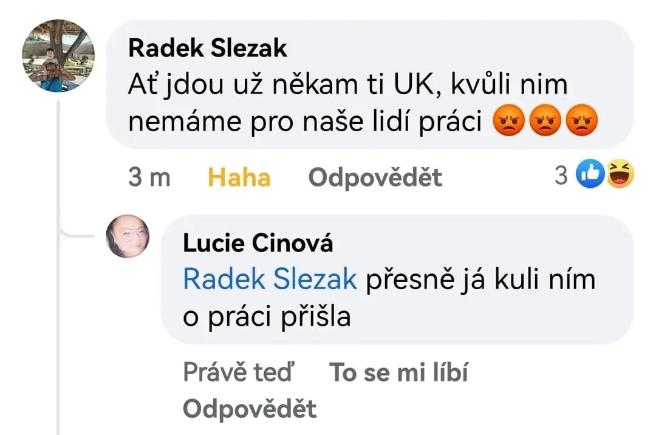 Radek Slezak
Ať jdou už někam ti UK, kvůli nim
nemáme pro naše lidí práci 😡😡😡
3 m Haha Odpovědět 3
Lucie Cinová
Radek Slezak přesně já kuli ním
o práci přišla
Právě teď To se mi líbí
Odpovědět